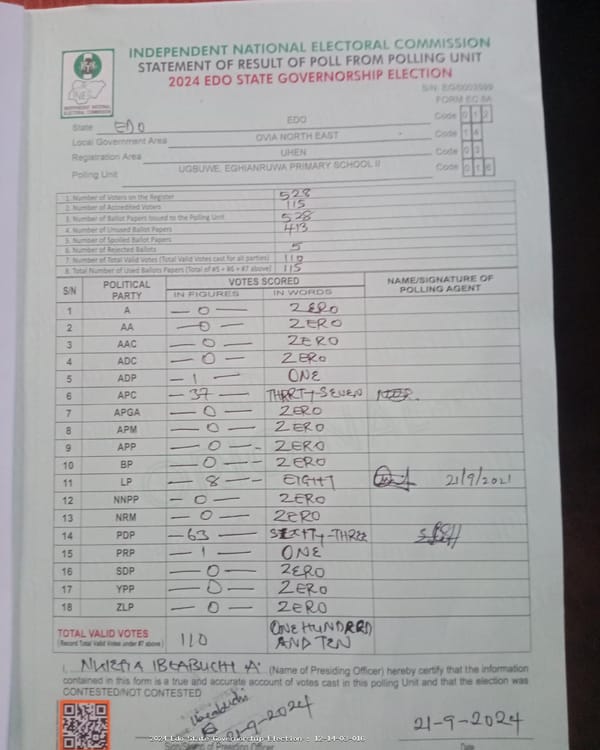 INDEPENDENT NATIONAL ELECTORAL COMMISSION
STATEMENT OF RESULT OF POLL FROM POLLING UNIT
2024 EDO STATE GOVERNORSHIP ELECTION
FORM EC 8A
State EDO EDO Code 0 1 2
Local Government Area OVIA NORTH EAST Code 1 4
Registration Area UHEN Code 0 3
Polling Unit UGBUWE, EGHIANRUWA PRIMARY SCHOOL II Code 0 1 6
1. Number of Voters on the Register 528
2. Number of Accredited Voters 115
3. Number of Ballot Papers Issued to the Polling Unit 528
4. Number of Unused Ballot Papers 413
5. Number of Spoiled Ballot Papers
6. Number of Rejected Ballots 5
7. Number of Total Valid Votes (Total Valid Votes cast for all parties) 110
8. Total Number of Used Ballots Papers (Total of #5 + #6 + #7 above) 115
S/N POLITICAL PARTY VOTES SCORED NAME/SIGNATURE OF POLLING AGENT
IN FIGURES IN WORDS
1 A — 0 — ZERO
2 AA — 0 — ZERO
3 AAC — 0 — ZERO
4 ADC — 0 — ZERO
5 ADP — 1 — ONE
6 APC — 37 — THIRTY-SEVEN
7 APGA — 0 — ZERO
8 APM — 0 — ZERO
9 APP — 0 — ZERO
10 BP — 0 — ZERO
11 LP — 8 — EIGHT 21/9/2021
12 NNPP — 0 — ZERO
13 NRM — 0 — ZERO
14 PDP — 63 — SIXTY-THREE
15 PRP — 1 — ONE
16 SDP — 0 — ZERO
17 YPP — 0 — ZERO
18 ZLP — 0 — ZERO
TOTAL VALID VOTES 110 ONE HUNDRED AND TEN
(Record Total Valid Votes under #7 above)
I, IBEABUCHI A. (Name of Presiding Officer) hereby certify that the information
contained in this form is a true and accurate account of votes cast in this polling Unit and that the election was
CONTESTED/NOT CONTESTED
21-9-2024 21-9-2024
2024 Edo State Governorship Election - 12-14-03-016
Sign/Stamp of Presiding Officer Date